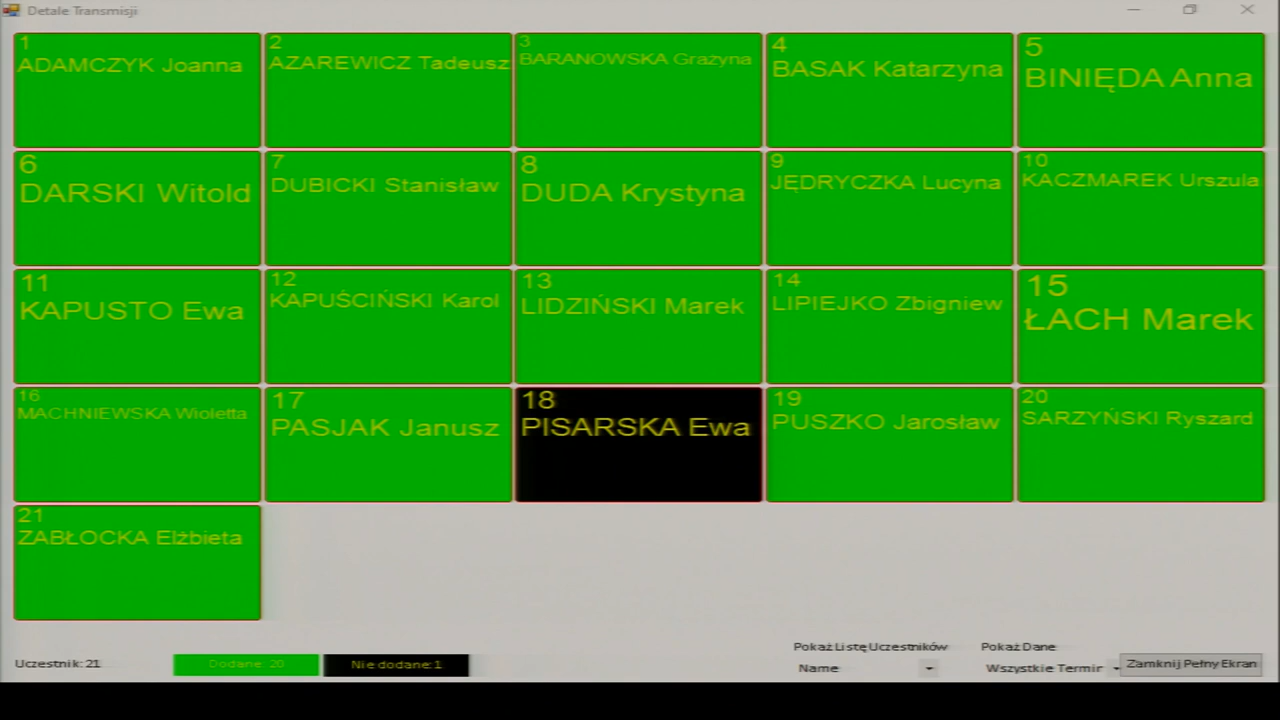 Detale Transmisji
1
ADAMCZYK Joanna
2
AZAREWICZ Tadeusz
3
BARANOWSKA Grażyna
4
BASAK Katarzyna
5
BINIĘDA Anna
6
DARSKI Witold
7
DUBICKI Stanisław
8
DUDA Krystyna
9
JĘDRYCZKA Lucyna
10
KACZMAREK Urszula
11
KAPUSTO Ewa
12
KAPUŚCIŃSKI Karol
13
LIDZIŃSKI Marek
14
LIPIEJKO Zbigniew
15
ŁACH Marek
16
MACHNIEWSKA Wioletta
17
PASJAK Janusz
18
PISARSKA Ewa
19
PUSZKO Jarosław
20
SARZYŃSKI Ryszard
21
ZABŁOCKA Elżbieta
Uczestnik: 21
Dodane: 20
Nie dodane: 1
Pokaż Listę Uczestników
Name
Pokaż Dane
Wszystkie Termir
Zamknij Pełny Ekran